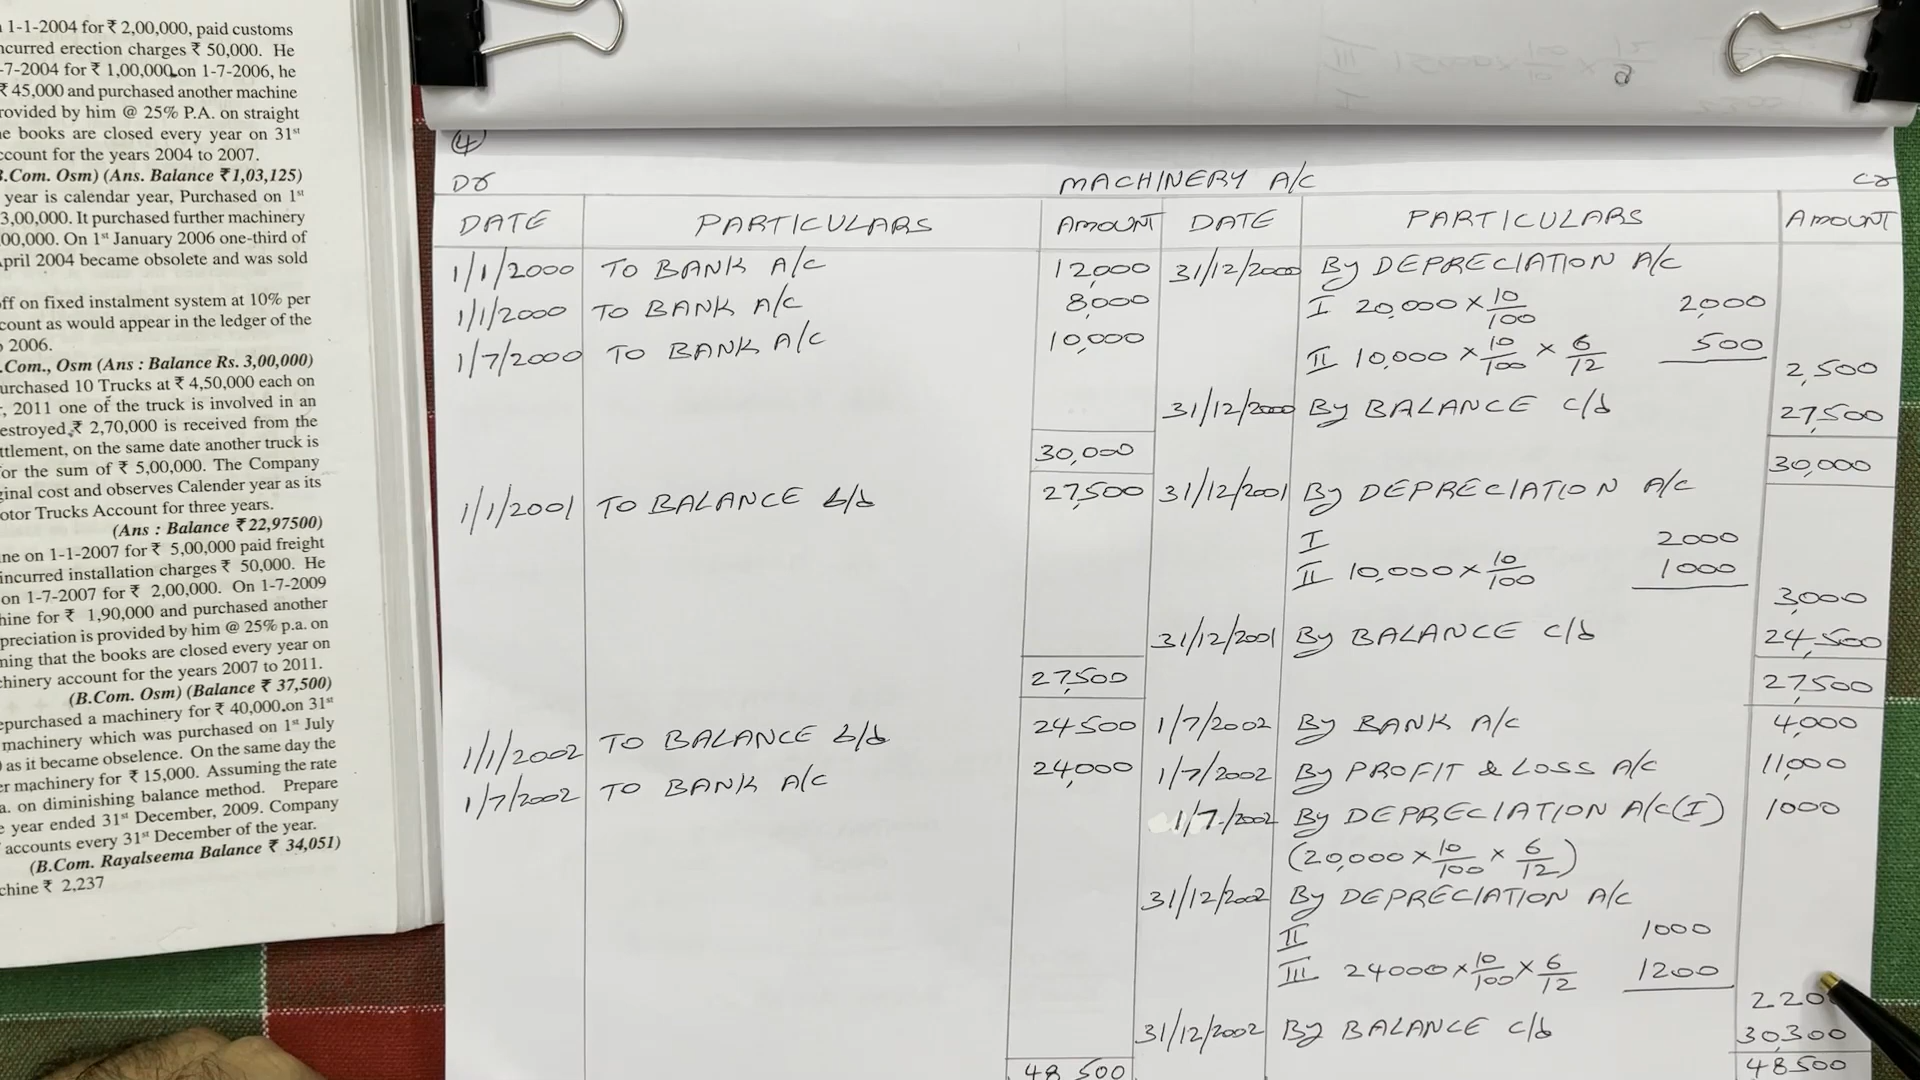 1-1-2004 for ₹ 2,00,000, paid customs
ncurred erection charges ₹ 50,000. He
-7-2004 for ₹ 1,00,000 on 1-7-2006, he
₹ 45,000 and purchased another machine
rovided by him @ 25% P.A. on straight
e books are closed every year on 31st
ccount for the years 2004 to 2007.
.Com. Osm) (Ans. Balance ₹1,03,125)
year is calendar year, Purchased on 1st
3,00,000. It purchased further machinery
00,000. On 1st January 2006 one-third of
April 2004 became obsolete and was sold
off on fixed instalment system at 10% per
count as would appear in the ledger of the
2006.
.Com., Osm (Ans : Balance Rs. 3,00,000)
urchased 10 Trucks at ₹ 4,50,000 each on
, 2011 one of the truck is involved in an
estroyed, ₹ 2,70,000 is received from the
ttlement, on the same date another truck is
for the sum of ₹ 5,00,000. The Company
ginal cost and observes Calender year as its
otor Trucks Account for three years.
(Ans : Balance ₹22,97500)
ne on 1-1-2007 for ₹ 5,00,000 paid freight
incurred installation charges ₹ 50,000. He
on 1-7-2007 for ₹ 2,00,000. On 1-7-2009
hine for ₹ 1,90,000 and purchased another
preciation is provided by him @ 25% p.a. on
ming that the books are closed every year on
chinery account for the years 2007 to 2011.
(B.Com. Osm) (Balance ₹ 37,500)
epurchased a machinery for ₹ 40,000.on 31st
machinery which was purchased on 1st July
as it became obselence. On the same day the
er machinery for ₹ 15,000. Assuming the rate
a. on diminishing balance method. Prepare
e year ended 31st December, 2009. Company
accounts every 31st December of the year.
(B.Com. Rayalseema Balance ₹ 34,051)
chine ₹ 2,237
4
Dr MACHINERY A/C Cr
DATE PARTICULARS AMOUNT DATE PARTICULARS AMOUNT
1/1/2000 TO BANK A/C 12,000 31/12/2000 By DEPRECIATION A/C
1/1/2000 TO BANK A/C 8,000 I 20,000 × 10/100 2,000
1/7/2000 TO BANK A/C 10,000 II 10,000 × 10/100 × 6/12 500
2,500
31/12/2000 By BALANCE c/d 27,500
30,000 30,000
1/1/2001 TO BALANCE b/d 27,500 31/12/2001 By DEPRECIATION A/C
I 2000
II 10,000 × 10/100 1000
3,000
31/12/2001 By BALANCE c/d 24,500
27,500 27,500
1/1/2002 TO BALANCE b/d 24500 1/7/2002 By BANK A/C 4,000
1/7/2002 TO BANK A/C 24,000 1/7/2002 By PROFIT & LOSS A/C 11,000
1/7/2002 By DEPRECIATION A/C(I) 1000
(20,000 × 10/100 × 6/12)
31/12/2002 By DEPRECIATION A/C
II 1000
III 24000 × 10/100 × 6/12 1200
220
31/12/2002 By BALANCE c/d 30,300
48,500 48500